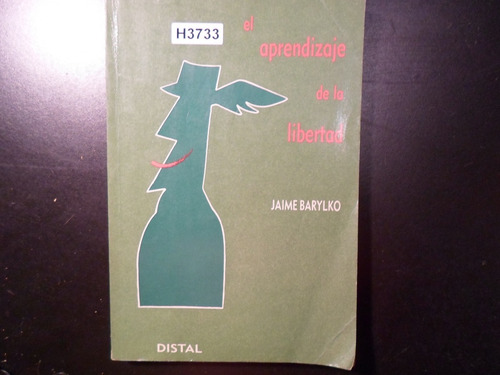 H3733
el
aprendizaje
de la
libertad
JAIME BARYLKO
DISTAL